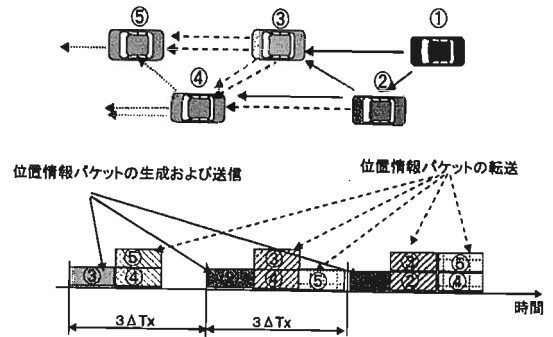 ⑤ ③ ①
④ ②
位置情報パケットの生成および送信
位置情報パケットの転送
⑤ ③ ③ ⑤
③ ④ ④ ⑤ ② ④
時間
3ΔTx 3ΔTx